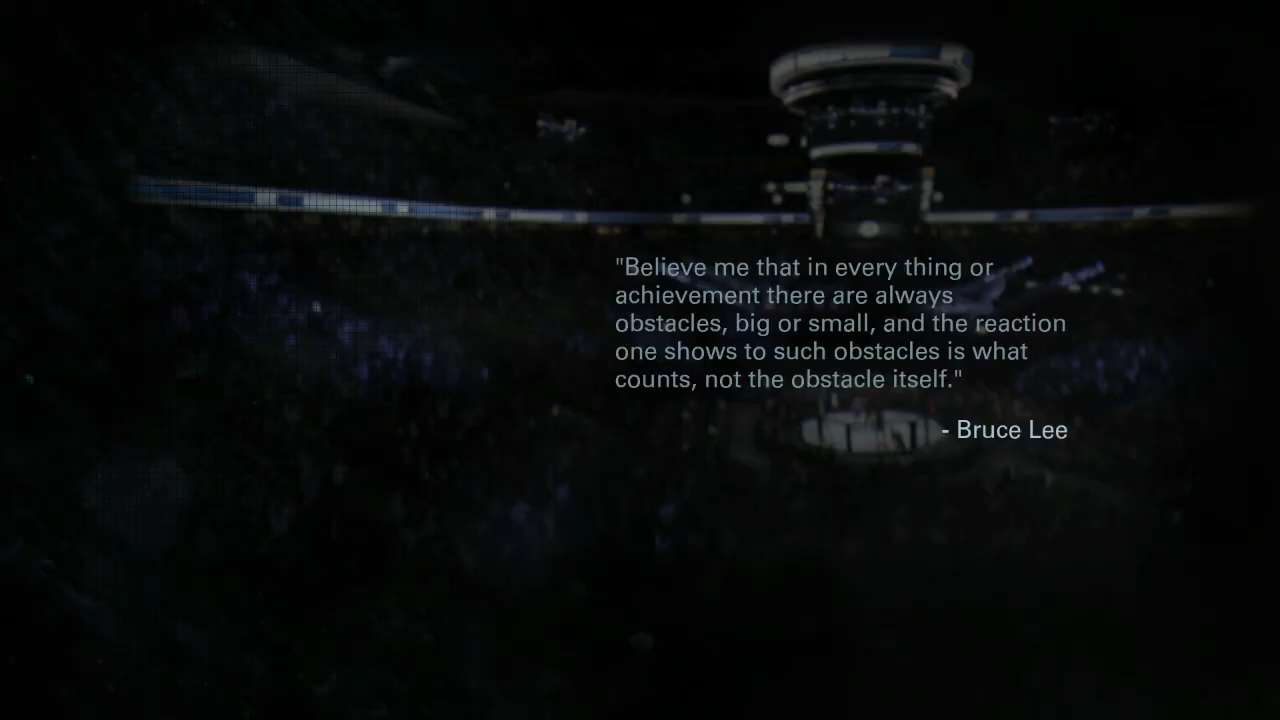 "Believe me that in every thing or
achievement there are always
obstacles, big or small, and the reaction
one shows to such obstacles is what
counts, not the obstacle itself."
- Bruce Lee